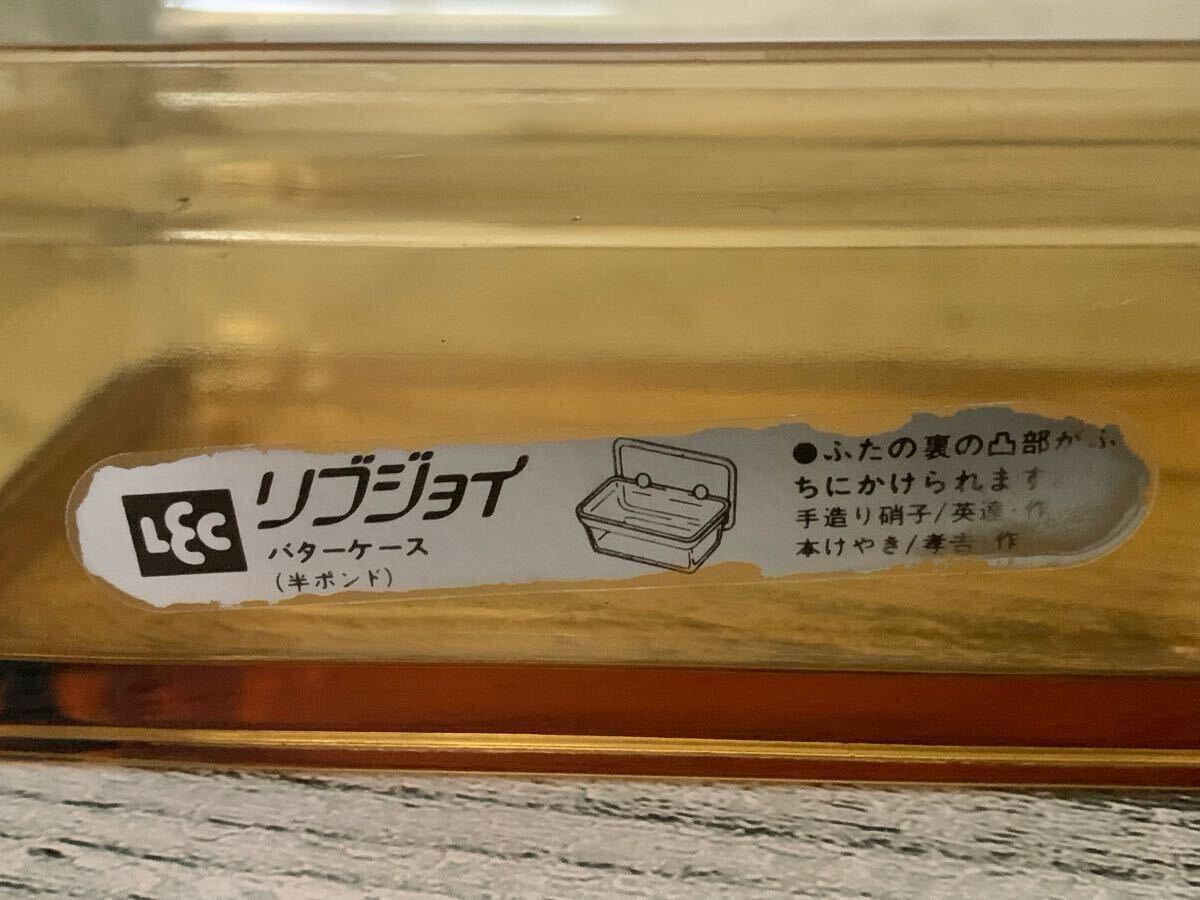 LEC
リブジョイ
バターケース
(半ポンド)
●ふたの裏の凸部がふ
ちにかけられます
手造り硝子/英達・作
本けやき/孝吉 作